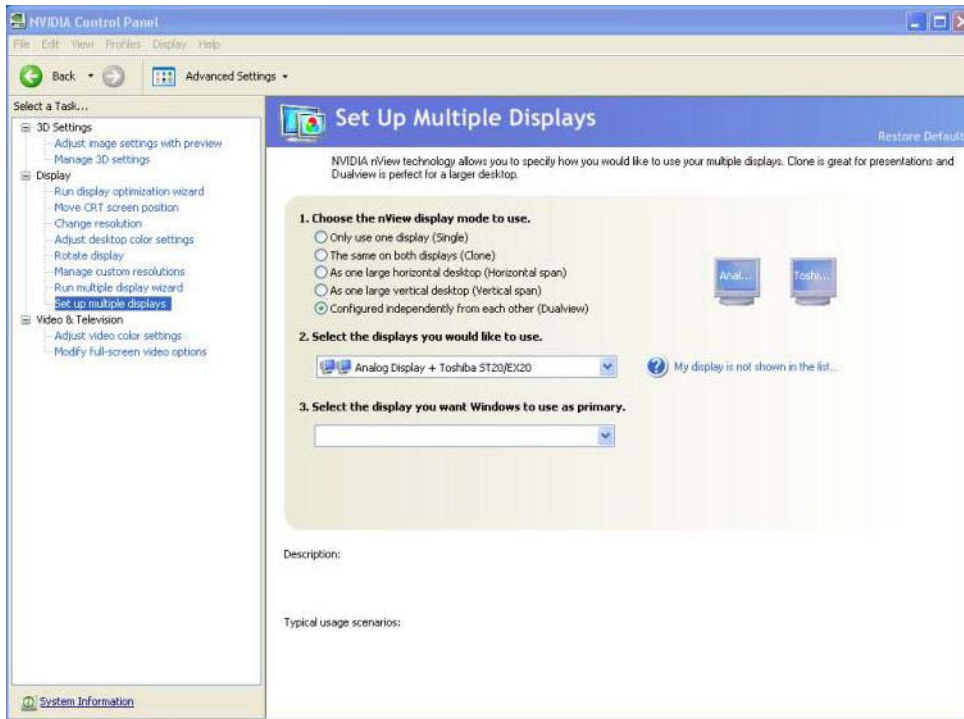 NVIDIA Control Panel
File Edit View Profiles Display Help
Back
Advanced Settings
Select a Task...
3D Settings
Adjust image settings with preview
Manage 3D settings
Display
Run display optimization wizard
Move CRT screen position
Change resolution
Adjust desktop color settings
Rotate display
Manage custom resolutions
Run multiple display wizard
Set up multiple displays
Video & Television
Adjust video color settings
Modify full-screen video options
System Information
Set Up Multiple Displays
Restore Default
NVIDIA nView technology allows you to specify how you would like to use your multiple displays. Clone is great for presentations and
Dualview is perfect for a larger desktop.
1. Choose the nView display mode to use.
Only use one display (Single)
The same on both displays (Clone)
As one large horizontal desktop (Horizontal span)
As one large vertical desktop (Vertical span)
Configured independently from each other (Dualview)
Anal...
Toshi...
2. Select the displays you would like to use.
Analog Display + Toshiba ST20/EX20
My display is not shown in the list...
3. Select the display you want Windows to use as primary.
Description:
Typical usage scenarios: